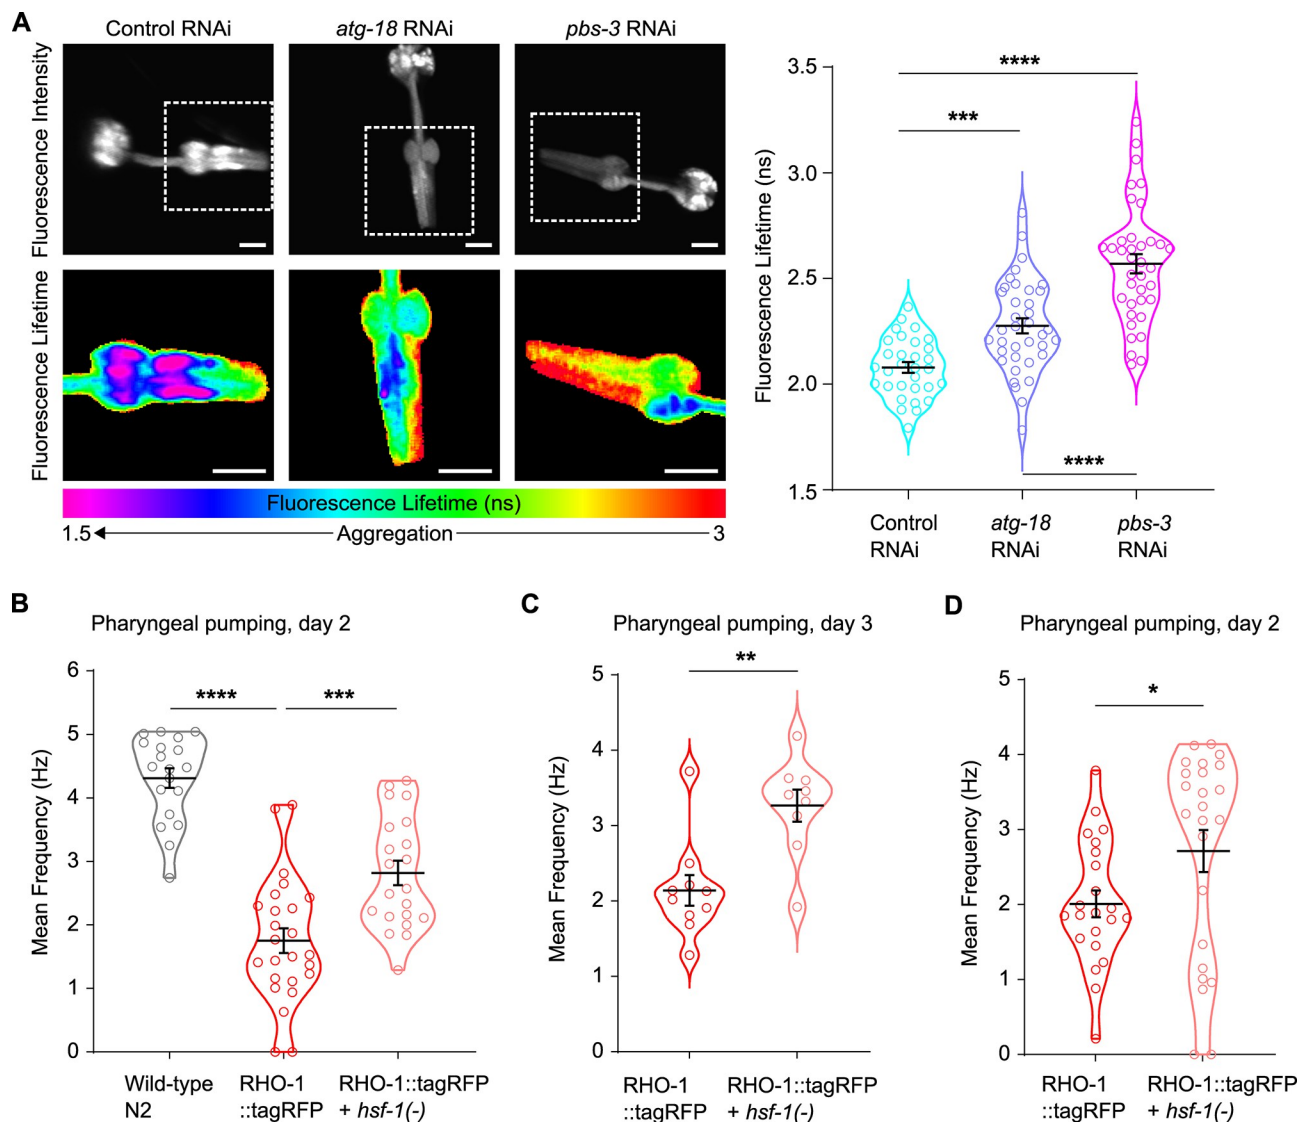 A
Control RNAi
atg-18 RNAi
pbs-3 RNAi
Fluorescence Intensity
Fluorescence Lifetime
Fluorescence Lifetime (ns)
1.5
Aggregation
3
Fluorescence Lifetime (ns)
3.5
3.0
2.5
2.0
1.5
****
***
****
Control
RNAi
atg-18
RNAi
pbs-3
RNAi
B
Pharyngeal pumping, day 2
Mean Frequency (Hz)
6
5
4
3
2
1
0
****
***
Wild-type
N2
RHO-1
::tagRFP
RHO-1::tagRFP
+ hsf-1(-)
C
Pharyngeal pumping, day 3
Mean Frequency (Hz)
5
4
3
2
1
0
**
RHO-1
::tagRFP
RHO-1::tagRFP
+ hsf-1(-)
D
Pharyngeal pumping, day 2
Mean Frequency (Hz)
5
4
3
2
1
0
*
RHO-1
::tagRFP
RHO-1::tagRFP
+ hsf-1(-)